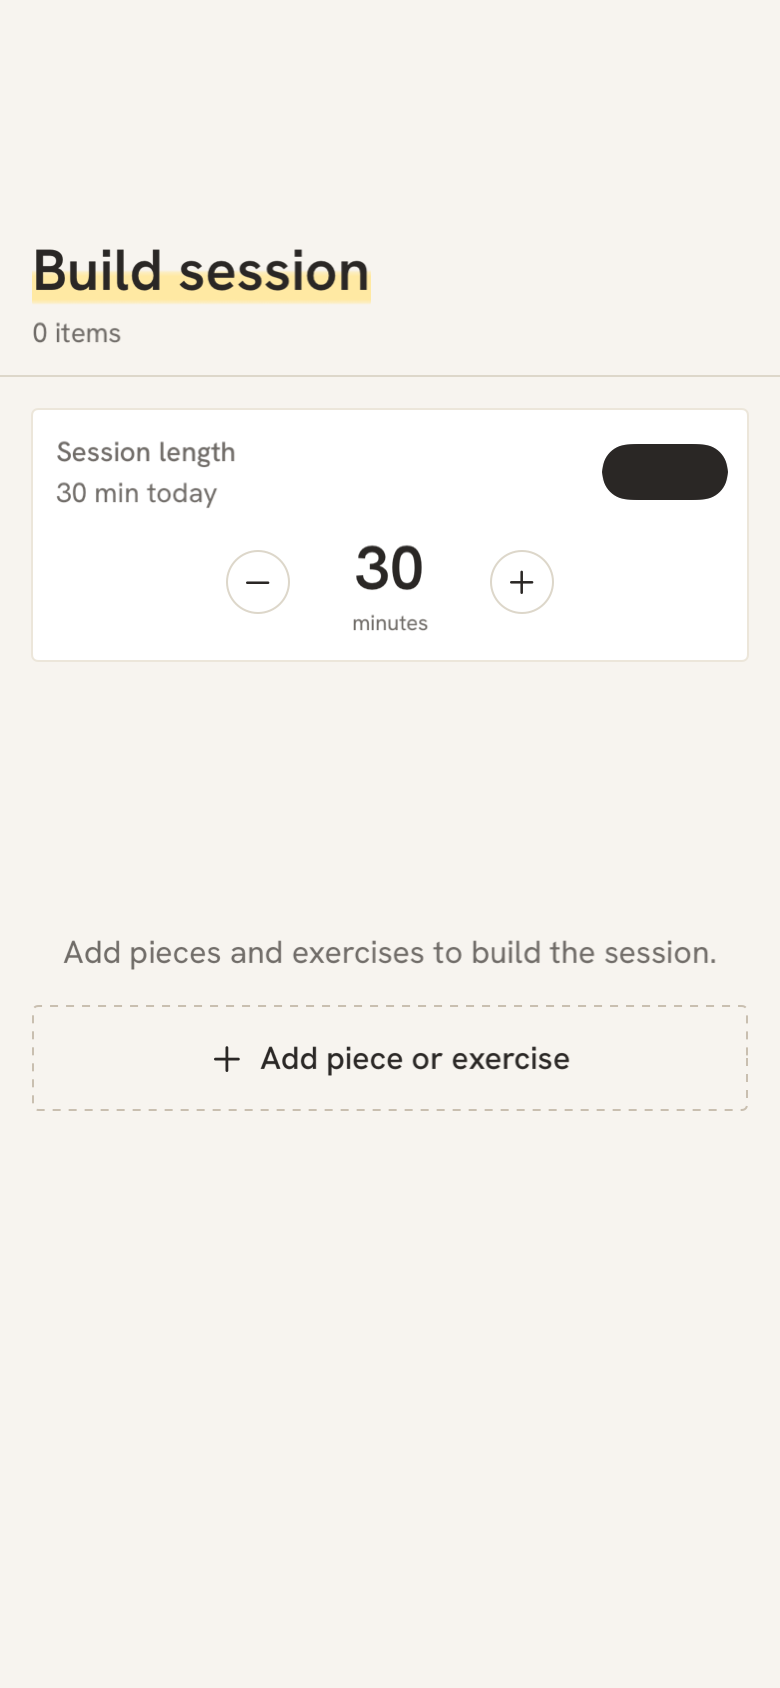 Build session
0 items
Session length
30 min today
30
minutes
Add pieces and exercises to build the session.
Add piece or exercise